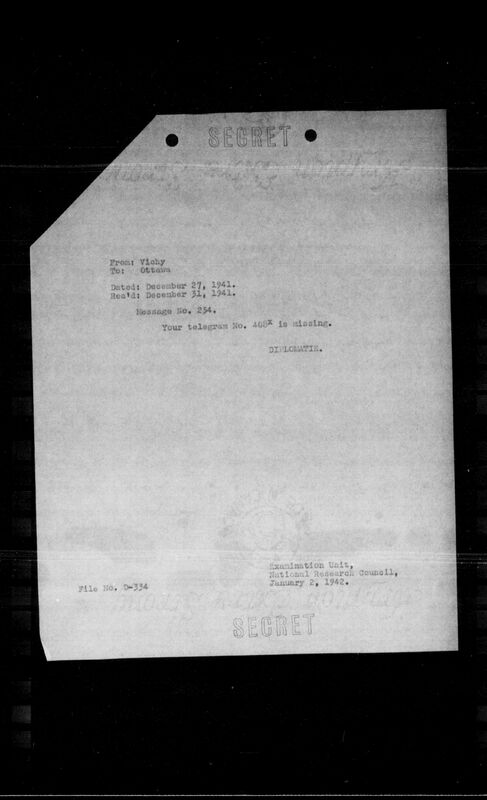 SECRET
From: Vichy
To: Ottawa
Dated: December 27, 1941.
Rec'd: December 31, 1941.
Message No. 254.
Your telegram No. 408x is missing.
DIPLOMATIE.
Examination Unit,
National Research Council,
January 2, 1942.
File No. D-334
SECRET